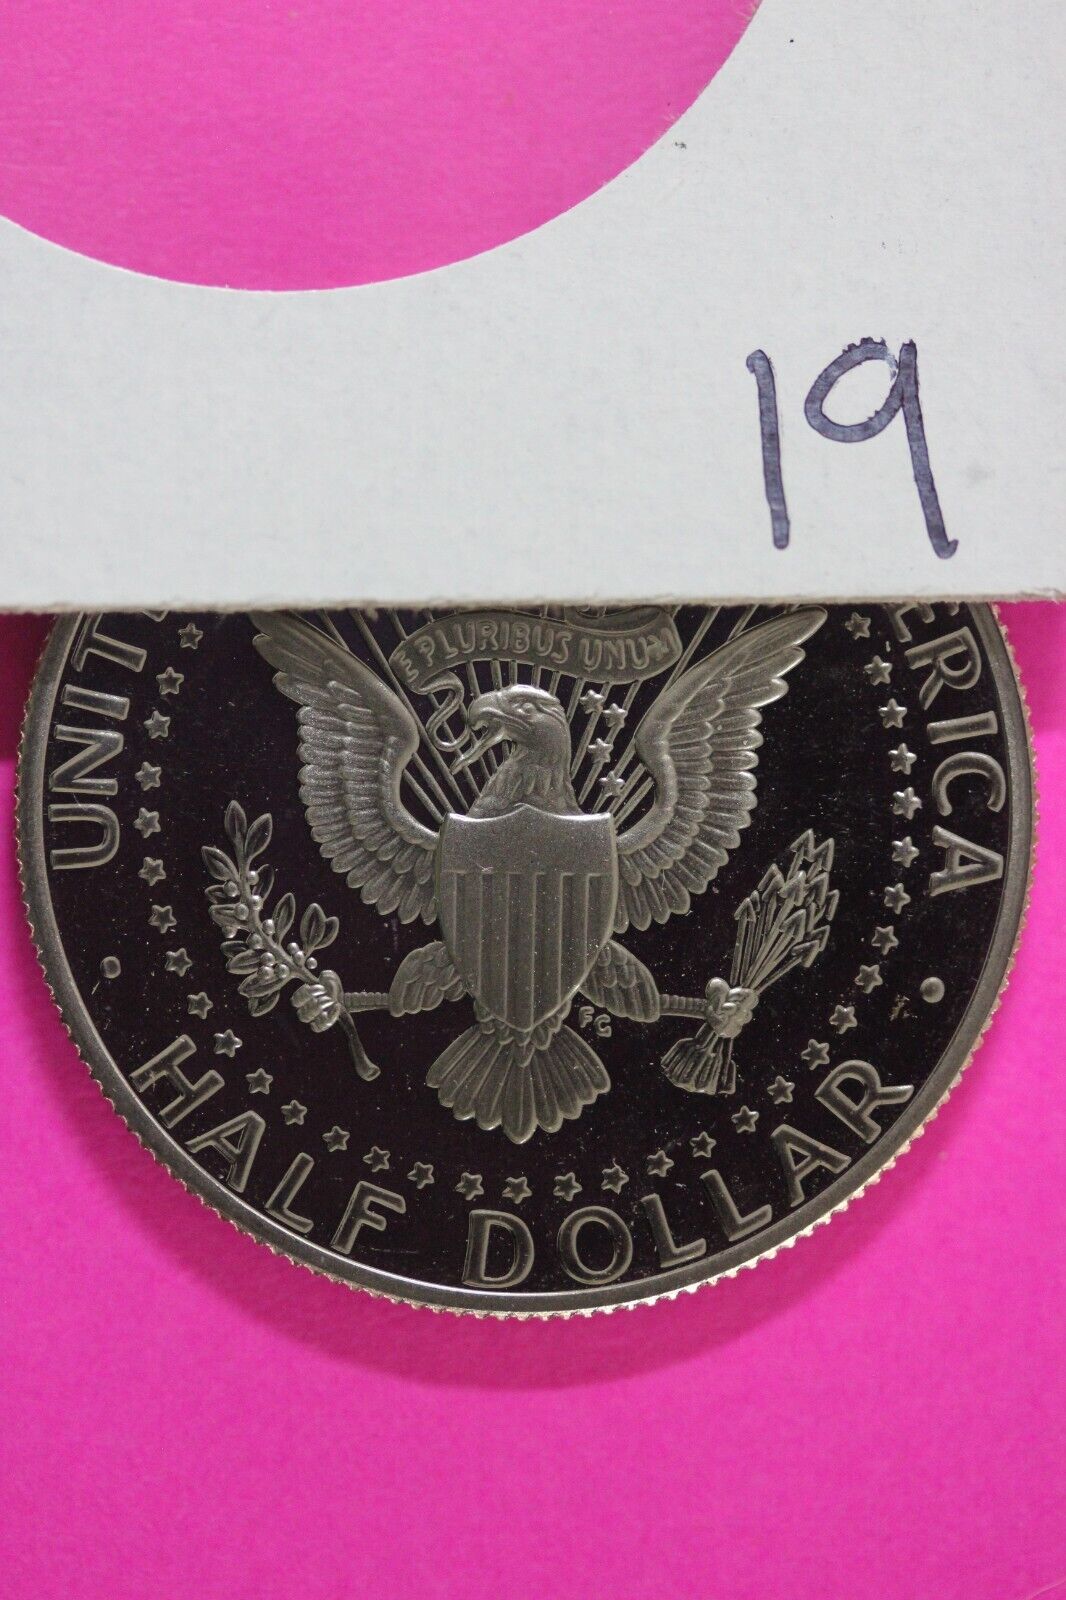 19
E PLURIBUS UNUM
UNIT
ERICA
FG
HALF DOLLAR